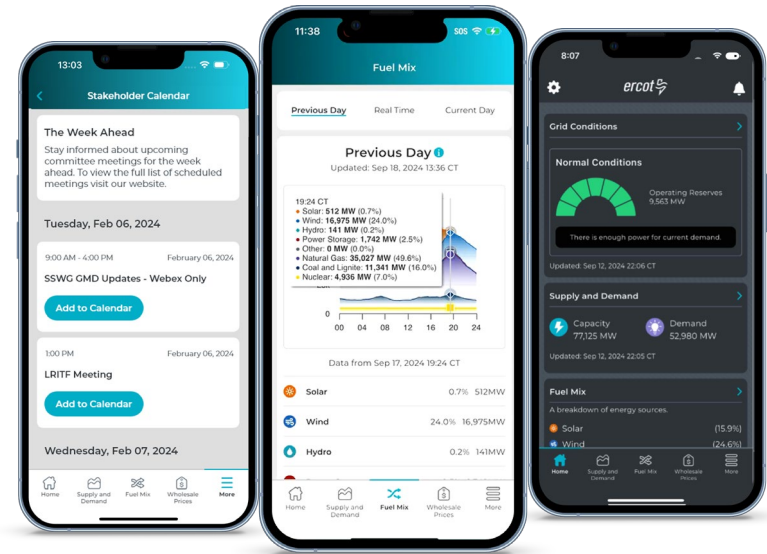 13:03
Stakeholder Calendar
The Week Ahead
Stay informed about upcoming
committee meetings for the week
ahead. To view the full list of scheduled
meetings visit our website.
Tuesday, Feb 06, 2024
9:00 AM - 4:00 PM February 06, 2024
SSWG GMD Updates - Webex Only
Add to Calendar
1:00 PM February 06, 2024
LRITF Meeting
Add to Calendar
Wednesday, Feb 07, 2024
Home
Supply and
Demand
Fuel Mix
Wholesale
Prices
More
11:38 SOS
Fuel Mix
Previous Day Real Time Current Day
Previous Day
Updated: Sep 18, 2024 13:36 CT
19:24 CT
Solar: 512 MW (0.7%)
Wind: 16,975 MW (24.0%)
Hydro: 141 MW (0.2%)
Power Storage: 1,742 MW (2.5%)
Other: 0 MW (0.0%)
Natural Gas: 35,027 MW (49.6%)
Coal and Lignite: 11,341 MW (16.0%)
Nuclear: 4,936 MW (7.0%)
0
00 04 08 12 16 20 24
Data from Sep 17, 2024 19:24 CT
Solar 0.7% 512MW
Wind 24.0% 16,975MW
Hydro 0.2% 141MW
Home
Supply and
Demand
Fuel Mix
Wholesale
Prices
More
8:07
ercot
Grid Conditions
Normal Conditions
Operating Reserves
9,563 MW
There is enough power for current demand.
Updated: Sep 12, 2024 22:06 CT
Supply and Demand
Capacity
77,125 MW
Demand
52,980 MW
Updated: Sep 12, 2024 22:05 CT
Fuel Mix
A breakdown of energy sources.
Solar (15.9%)
Wind (24.6%)
Home
Supply and
Demand
Fuel Mix
Wholesale
Prices
More